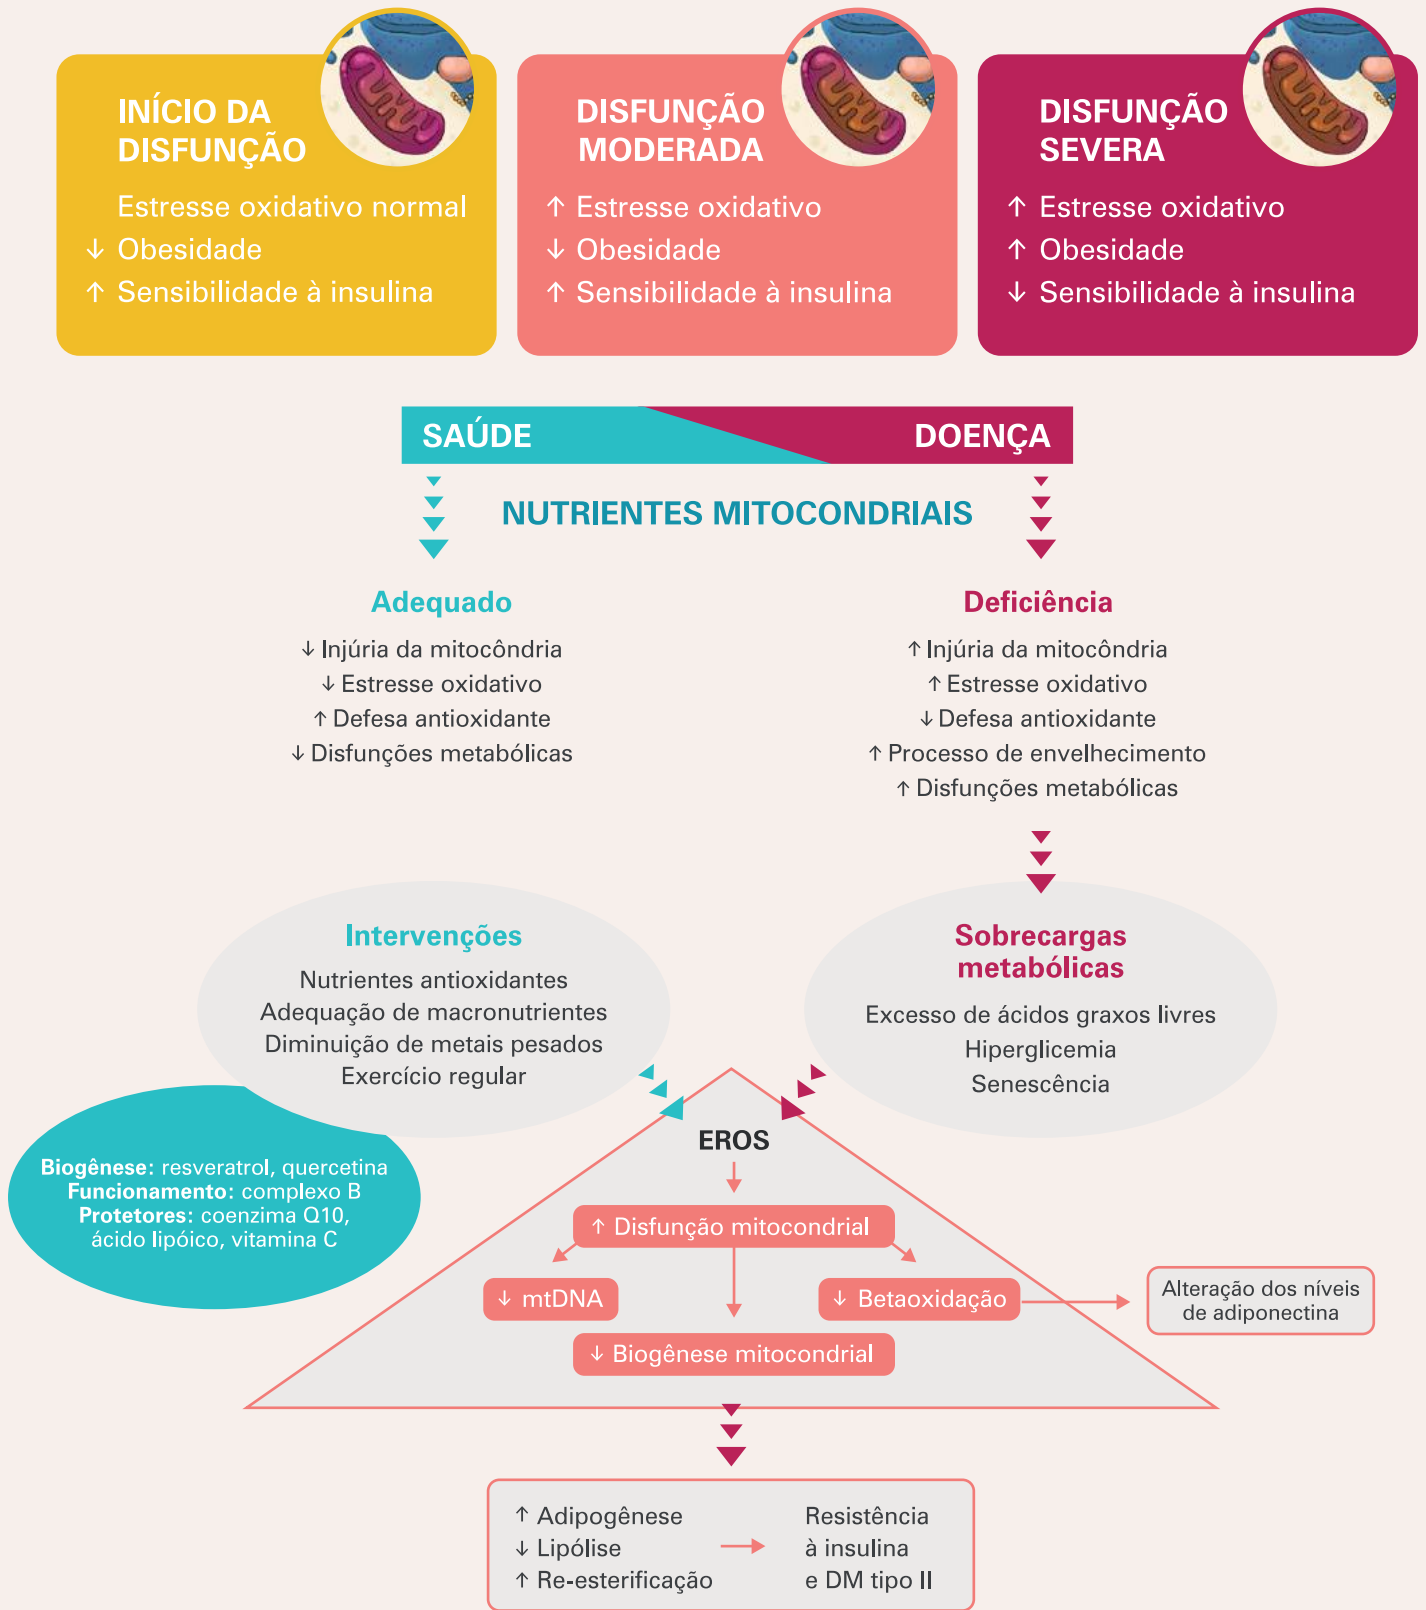 INÍCIO DA
DISFUNÇÃO
Estresse oxidativo normal
↓ Obesidade
↑ Sensibilidade à insulina
DISFUNÇÃO
MODERADA
↑ Estresse oxidativo
↓ Obesidade
↑ Sensibilidade à insulina
DISFUNÇÃO
SEVERA
↑ Estresse oxidativo
↑ Obesidade
↓ Sensibilidade à insulina
SAÚDE
DOENÇA
NUTRIENTES MITOCONDRIAIS
Adequado
↓ Injúria da mitocôndria
↓ Estresse oxidativo
↑ Defesa antioxidante
↓ Disfunções metabólicas
Deficiência
↑ Injúria da mitocôndria
↑ Estresse oxidativo
↓ Defesa antioxidante
↑ Processo de envelhecimento
↑ Disfunções metabólicas
Intervenções
Nutrientes antioxidantes
Adequação de macronutrientes
Diminuição de metais pesados
Exercício regular
Sobrecargas
metabólicas
Excesso de ácidos graxos livres
Hiperglicemia
Senescência
Biogênese: resveratrol, quercetina
Funcionamento: complexo B
Protetores: coenzima Q10,
ácido lipóico, vitamina C
EROS
↑ Disfunção mitocondrial
↓ mtDNA
↓ Betaoxidação
↓ Biogênese mitocondrial
Alteração dos níveis
de adiponectina
↑ Adipogênese
↓ Lipólise
↑ Re-esterificação
Resistência
à insulina
e DM tipo II